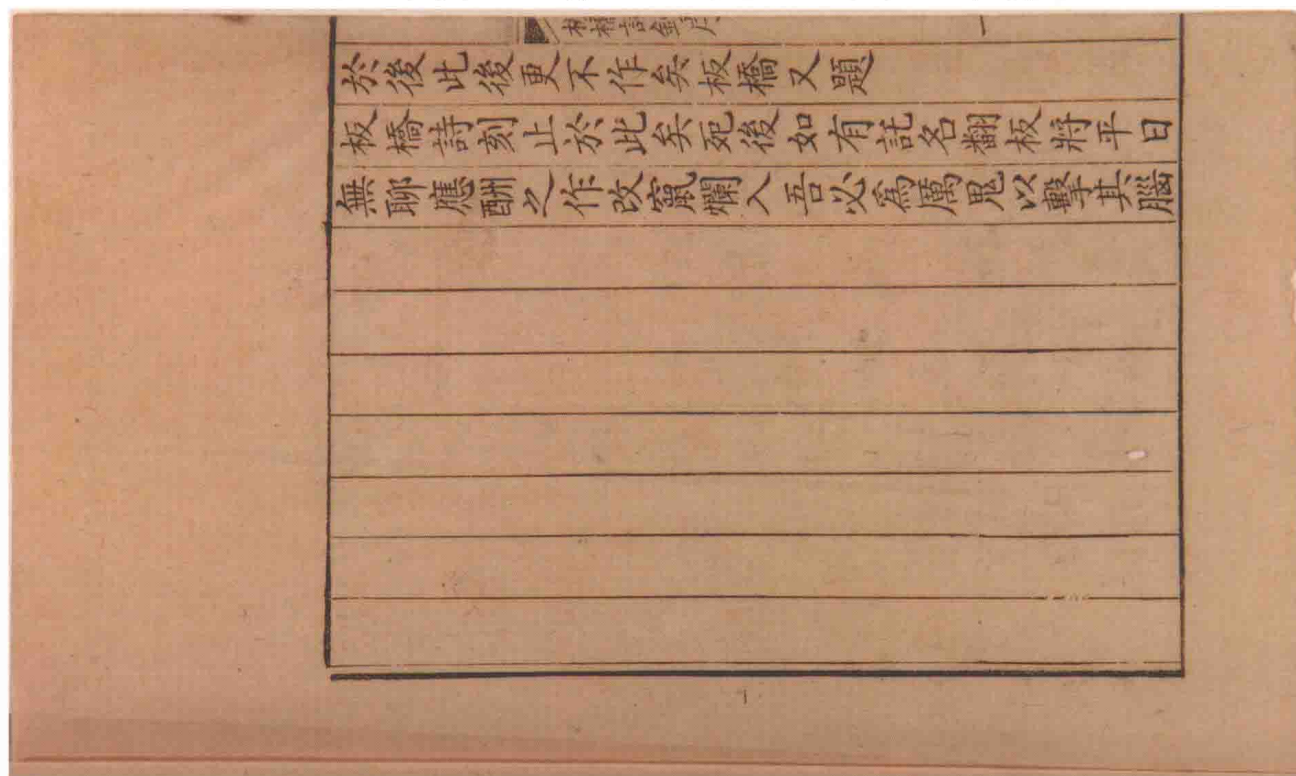 於後此後更不作矣板橋又題
板橋詩刻止於此矣死後如有託名翻板將平日
無聊應酬之作改竄爛入吾必為厲鬼以擊其腦